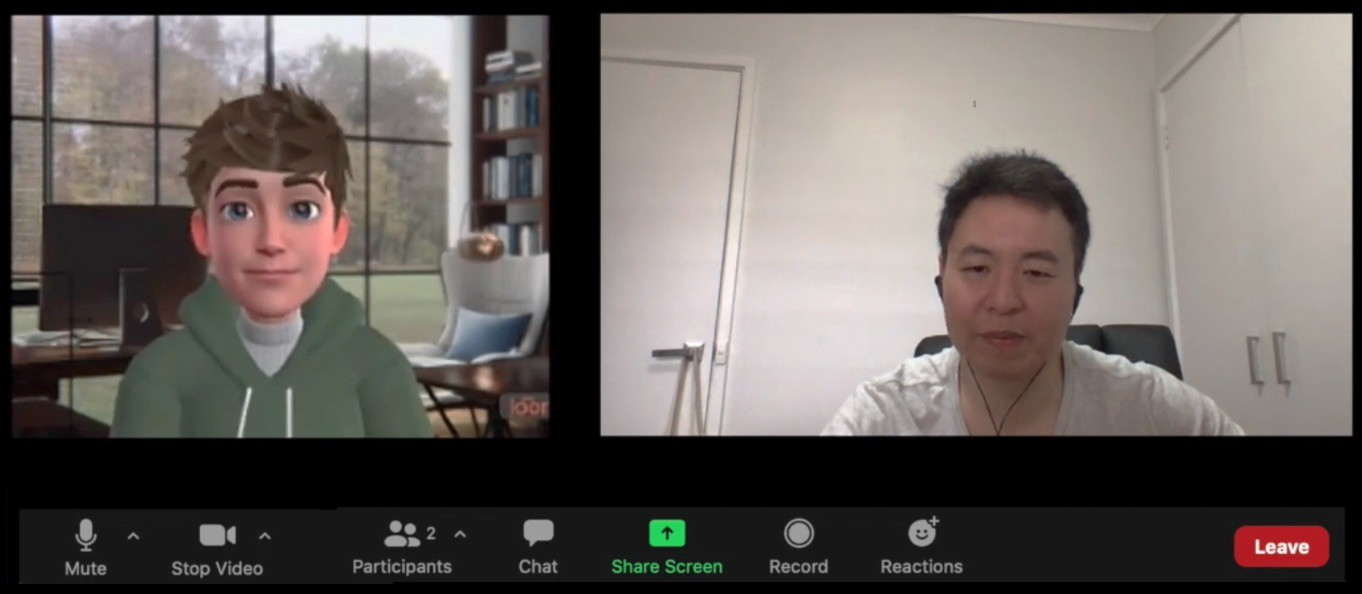 Mute
Stop Video
Participants
2
Chat
Share Screen
Record
Reactions
Leave